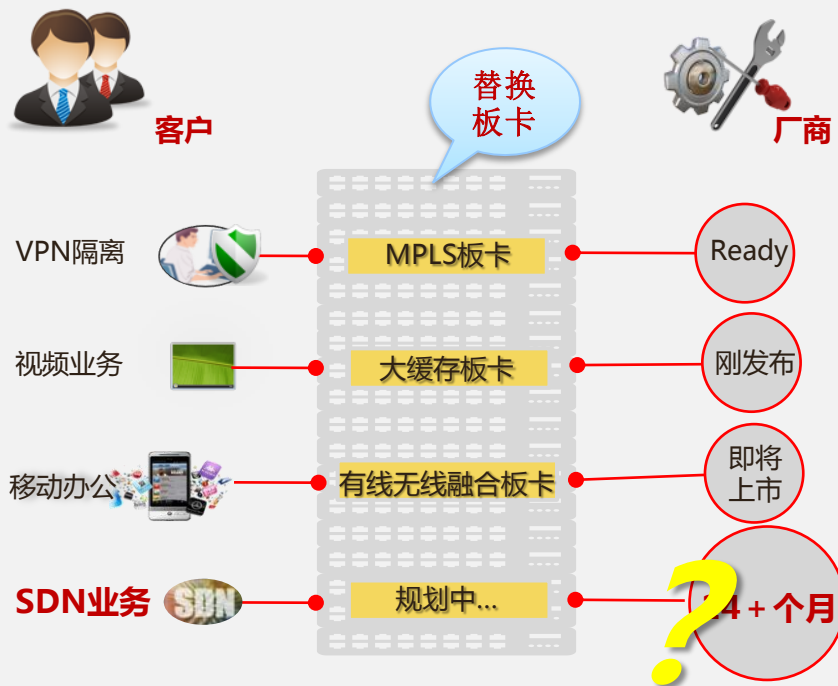 替换
板卡
客户
厂商
VPN隔离
MPLS板卡
Ready
视频业务
大缓存板卡
刚发布
移动办公
有线无线融合板卡
即将
上市
SDN业务
SDN
规划中...
4 + 个月
?